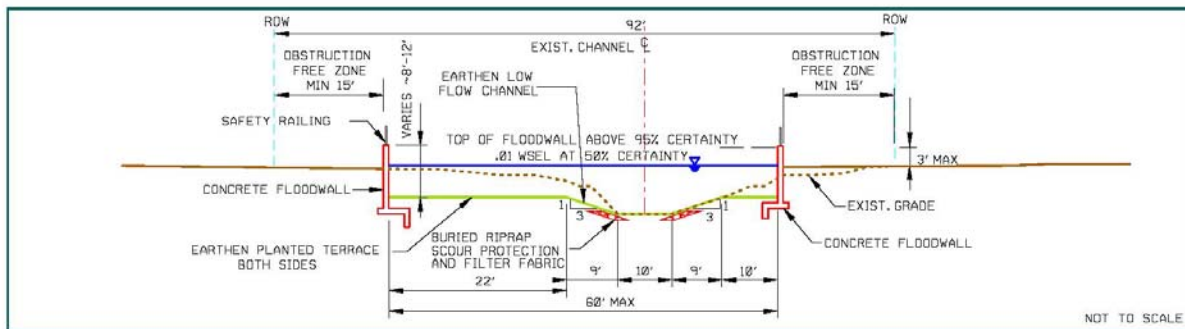 ROW
92'
ROW
EXIST. CHANNEL ℄
OBSTRUCTION
FREE ZONE
MIN 15'
VARIES ~8'-12'
EARTHEN LOW
FLOW CHANNEL
OBSTRUCTION
FREE ZONE
MIN 15'
SAFETY RAILING
TOP OF FLOODWALL ABOVE 95% CERTAINTY
.01 WSEL AT 50% CERTAINTY
3' MAX
CONCRETE FLOODWALL
1
3
3
1
EXIST. GRADE
EARTHEN PLANTED TERRACE
BOTH SIDES
BURIED RIPRAP
SCOUR PROTECTION
AND FILTER FABRIC
CONCRETE FLOODWALL
9'
10'
9'
10'
22'
60' MAX
NOT TO SCALE